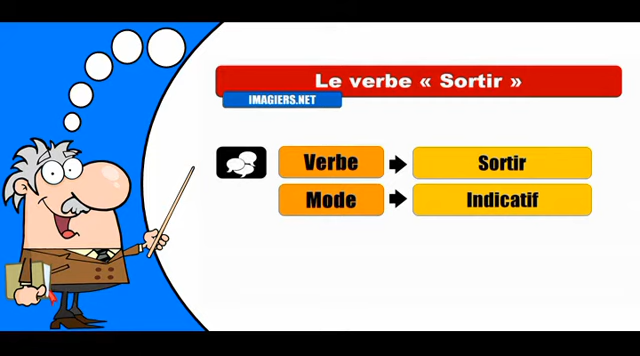 Le verbe « Sortir »
IMAGIERS.NET
Verbe Sortir
Mode Indicatif